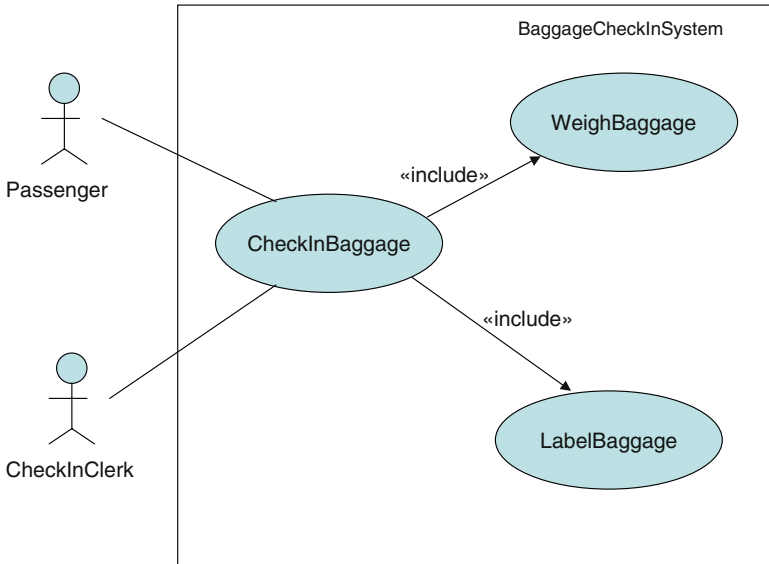 BaggageCheckInSystem
WeighBaggage
«include»
Passenger
CheckInBaggage
«include»
LabelBaggage
CheckInClerk